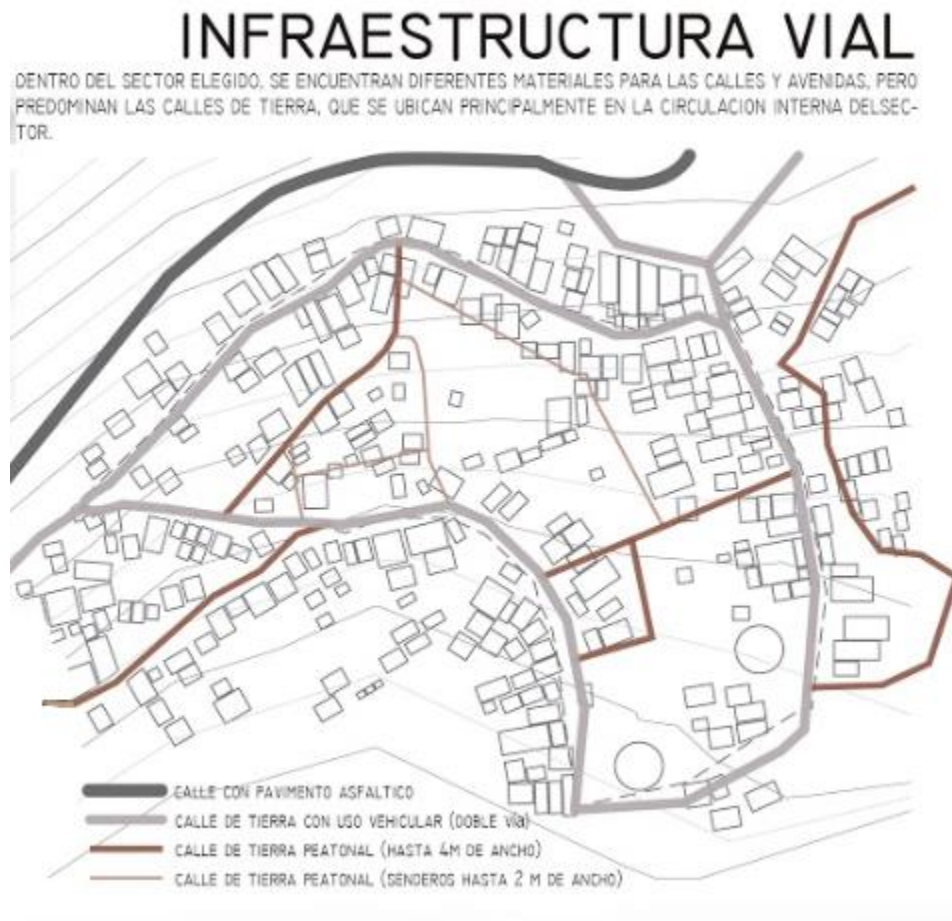 INFRAESTRUCTURA VIAL
DENTRO DEL SECTOR ELEGIDO, SE ENCUENTRAN DIFERENTES MATERIALES PARA LAS CALLES Y AVENIDAS, PERO
PREDOMINAN LAS CALLES DE TIERRA, QUE SE UBICAN PRINCIPALMENTE EN LA CIRCULACION INTERNA DELSEC-
TOR.
CALLE CON PAVIMENTO ASFALTICO
CALLE DE TIERRA CON USO VEHICULAR (DOBLE vía)
CALLE DE TIERRA PEATONAL (HASTA 4M DE ANCHO)
CALLE DE TIERRA PEATONAL (SENDEROS HASTA 2 M DE ANCHO)